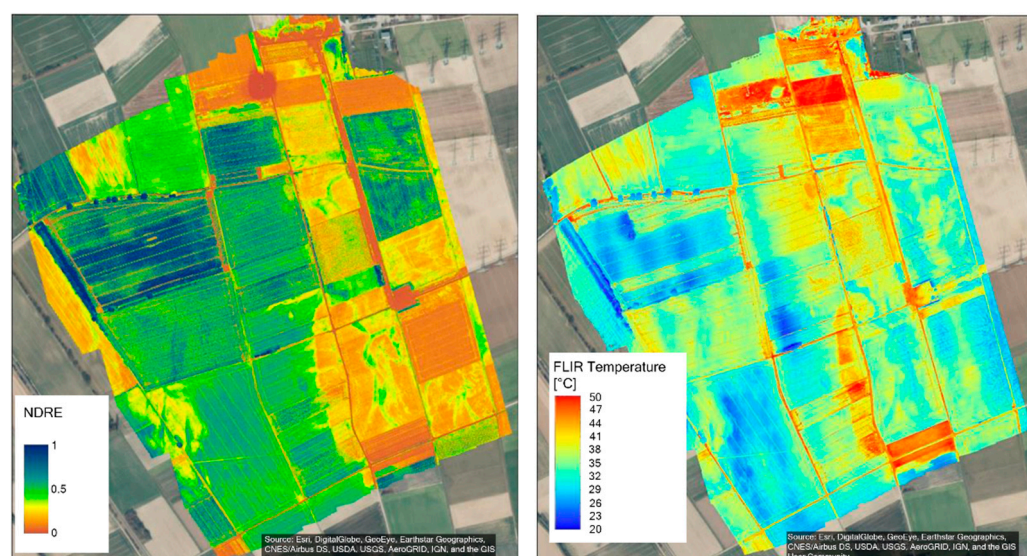 NDRE
1
0.5
0
Source: Esri, DigitalGlobe, GeoEye, Earthstar Geographics,
CNES/Airbus DS, USDA, USGS, AeroGRID, IGN, and the GIS
FLIR Temperature
[°C]
50
47
44
41
38
35
32
29
26
23
20
Source: Esri, DigitalGlobe, GeoEye, Earthstar Geographics,
CNES/Airbus DS, USDA, USGS, AeroGRID, IGN, and the GIS